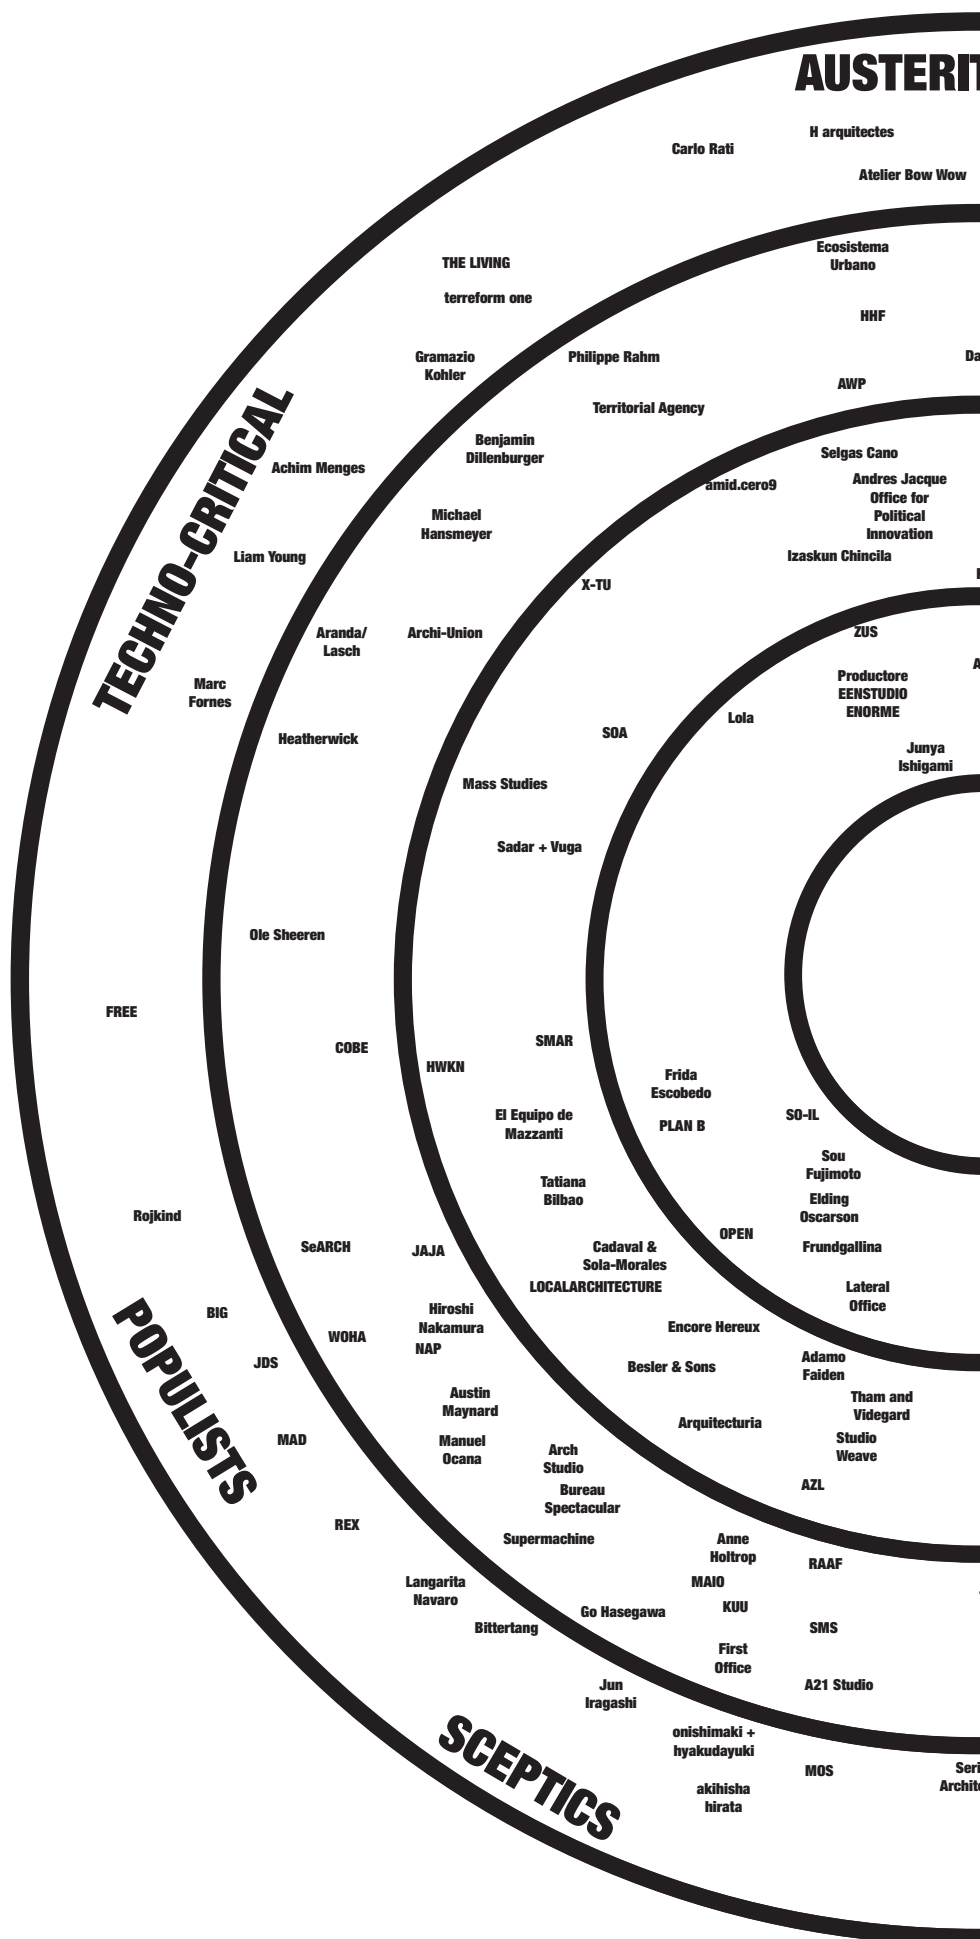 AUSTERIT
H arquitectes
Carlo Rati
Atelier Bow Wow
Ecosistema
Urbano
THE LIVING
terreform one
HHF
Gramazio
Kohler
Philippe Rahm
Da
AWP
Territorial Agency
TECHNO-CRITICAL
Benjamin
Dillenburger
Selgas Cano
Achim Menges
amid.cero9
Andres Jacque
Office for
Political
Innovation
Michael
Hansmeyer
Liam Young
Izaskun Chincila
X-TU
Aranda/
Lasch
Archi-Union
ZUS
A
Marc
Fornes
Productore
EENSTUDIO
ENORME
Lola
Heatherwick
SOA
Junya
Ishigami
Mass Studies
Sadar + Vuga
Ole Sheeren
FREE
COBE
SMAR
HWKN
Frida
Escobedo
El Equipo de
Mazzanti
PLAN B
SO-IL
Sou
Fujimoto
Tatiana
Bilbao
Elding
Oscarson
Rojkind
OPEN
SeARCH
JAJA
Cadaval &
Sola-Morales
Frundgallina
LOCALARCHITECTURE
Lateral
Office
POPULISTS
BIG
Hiroshi
Nakamura
NAP
WOHA
Encore Hereux
JDS
Besler & Sons
Adamo
Faiden
Austin
Maynard
Tham and
Videgard
Arquitecturia
MAD
Manuel
Ocana
Arch
Studio
Studio
Weave
AZL
Bureau
Spectacular
REX
Supermachine
Anne
Holtrop
RAAF
Langarita
Navaro
MAIO
KUU
Go Hasegawa
Bittertang
SMS
First
Office
Jun
Iragashi
A21 Studio
SCEPTICS
onishimaki +
hyakudayuki
MOS
Seri
Archite
akihisha
hirata